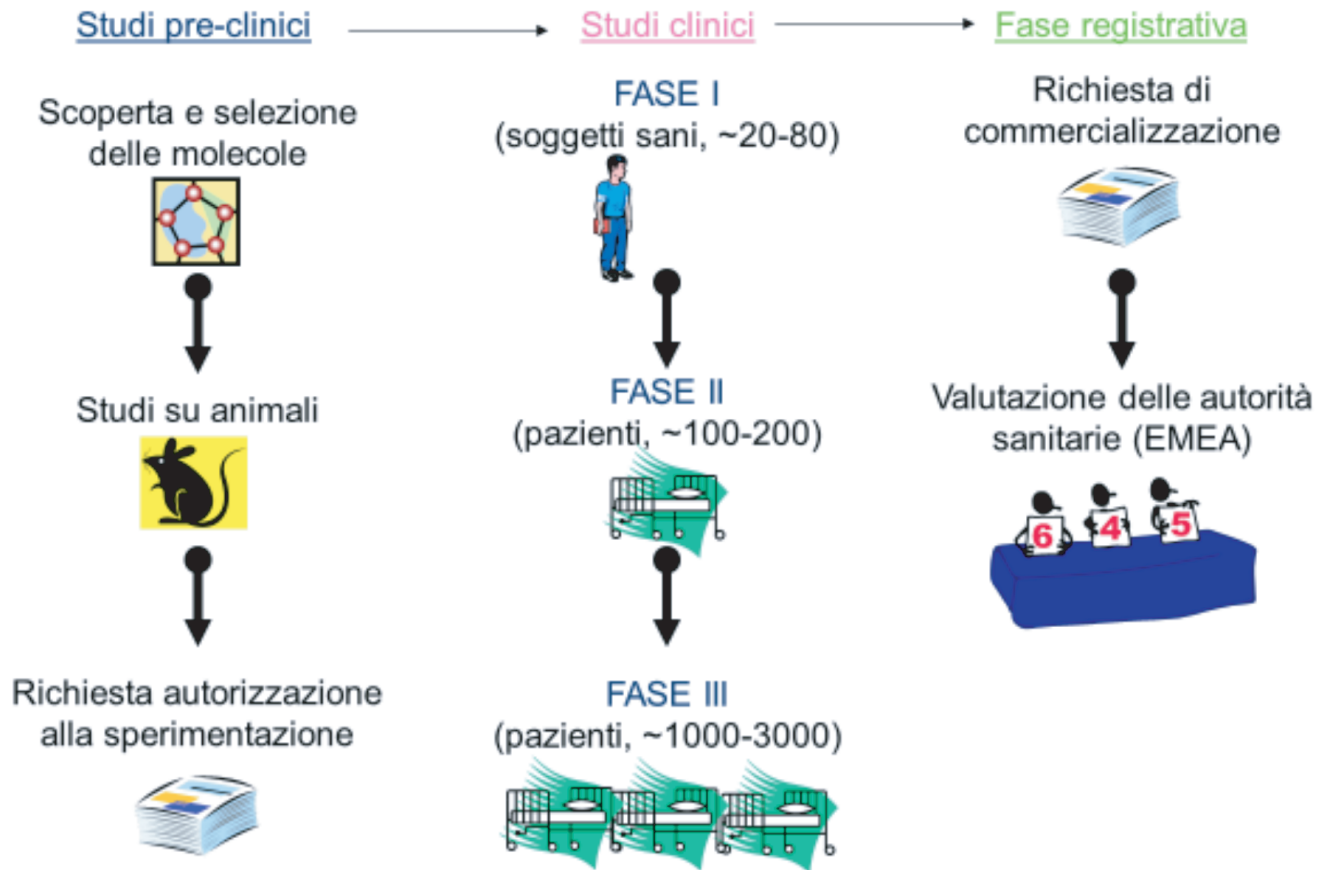 Studi pre-clinici
Studi clinici
Fase registrativa
Scoperta e selezione
delle molecole
Studi su animali
Richiesta autorizzazione
alla sperimentazione
FASE I
(soggetti sani, ~20-80)
FASE II
(pazienti, ~100-200)
FASE III
(pazienti, ~1000-3000)
Richiesta di
commercializzazione
Valutazione delle autorità
sanitarie (EMEA)
6 4 5